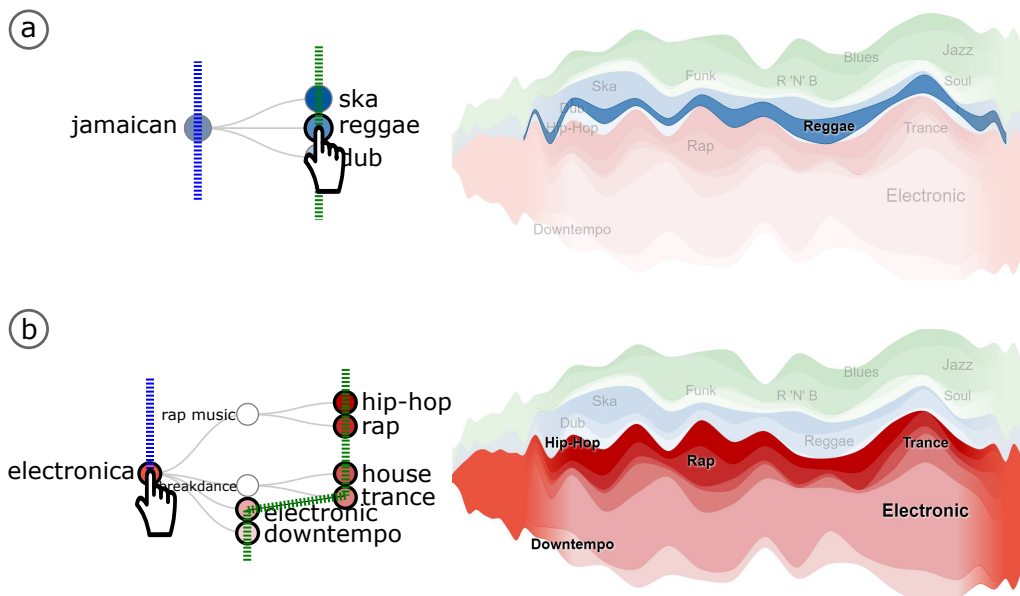 a
jamaican
ska
reggae
dub
Blues
Jazz
Funk
R 'N' B
Soul
Ska
Dub
Hip-Hop
Reggae
Trance
Rap
Electronic
Downtempo
b
rap music
hip-hop
rap
electronica
breakdance
house
trance
electronic
downtempo
Blues
Jazz
Funk
R 'N' B
Soul
Ska
Dub
Hip-Hop
Reggae
Trance
Rap
Electronic
Downtempo